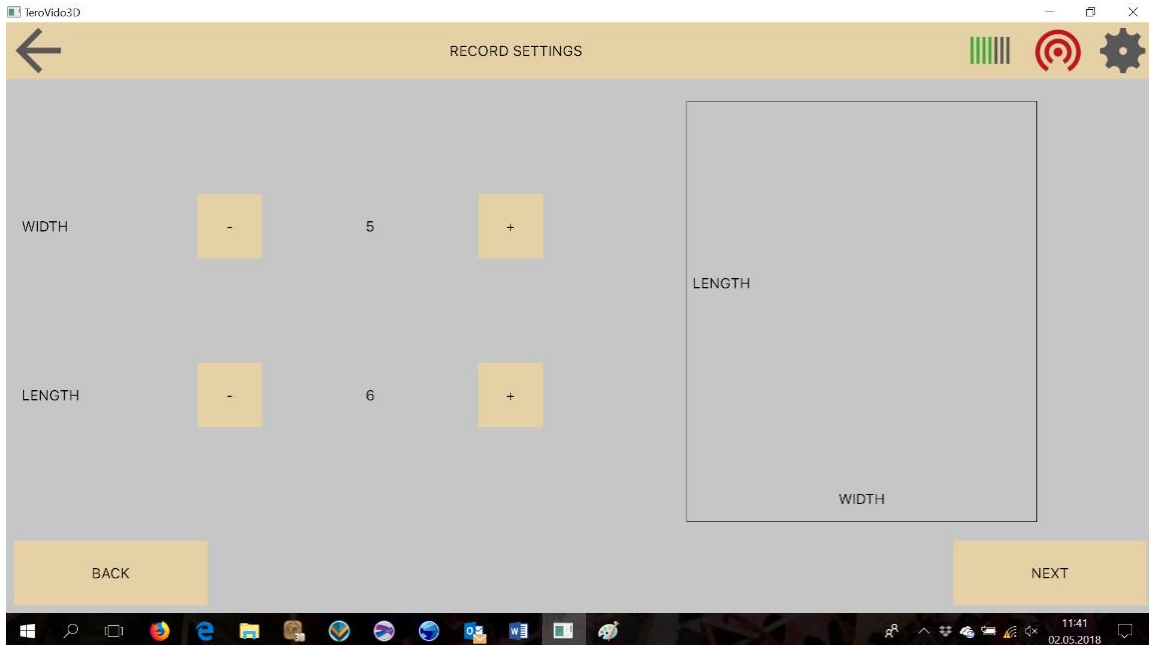 TeroVido3D
RECORD SETTINGS
WIDTH - 5 +
LENGTH
LENGTH - 6 +
WIDTH
BACK NEXT
11:41
02.05.2018